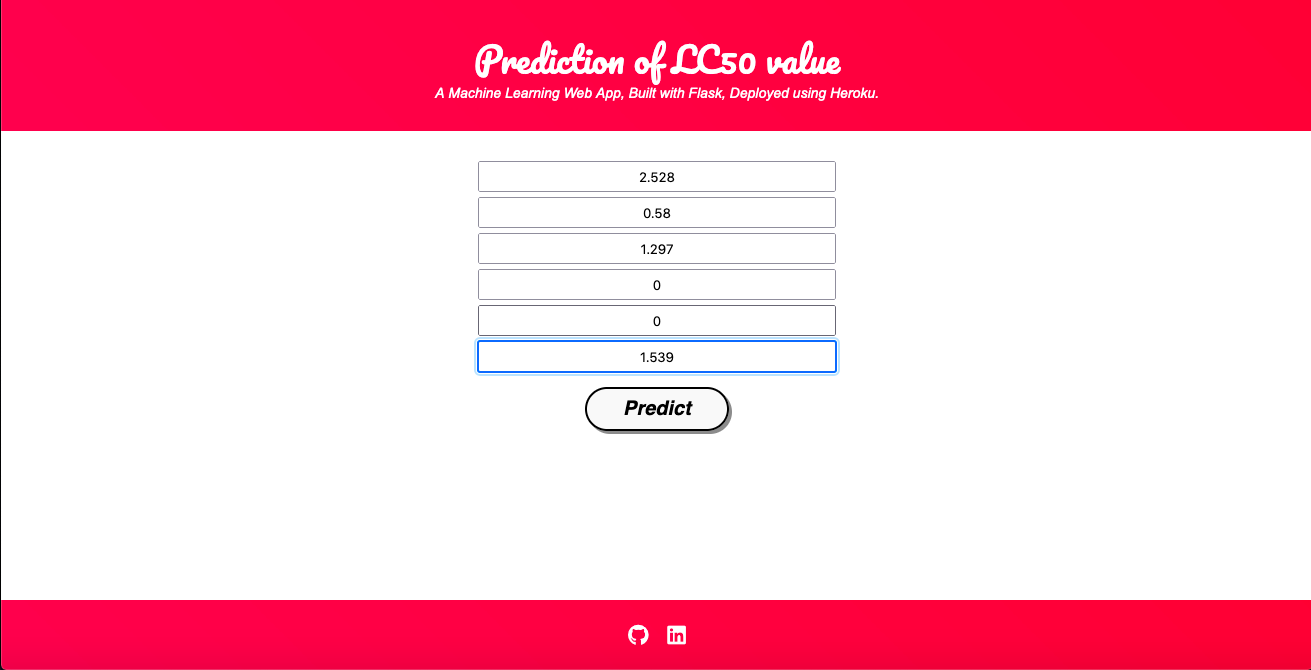 Prediction of LC50 value
A Machine Learning Web App, Built with Flask, Deployed using Heroku.
2.528
0.58
1.297
0
0
1.539
Predict
in